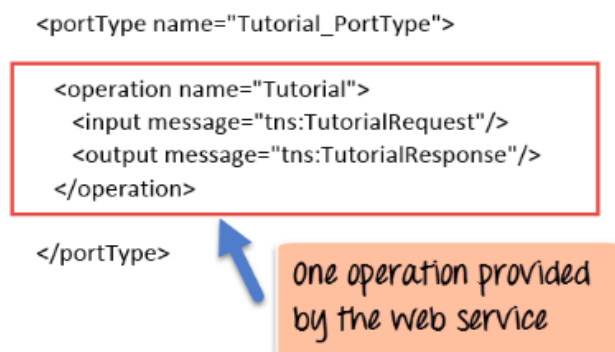 <portType name="Tutorial_PortType">
<operation name="Tutorial">
<input message="tns:TutorialRequest"/>
<output message="tns:TutorialResponse"/>
</operation>
</portType>
one operation provided
by the web service